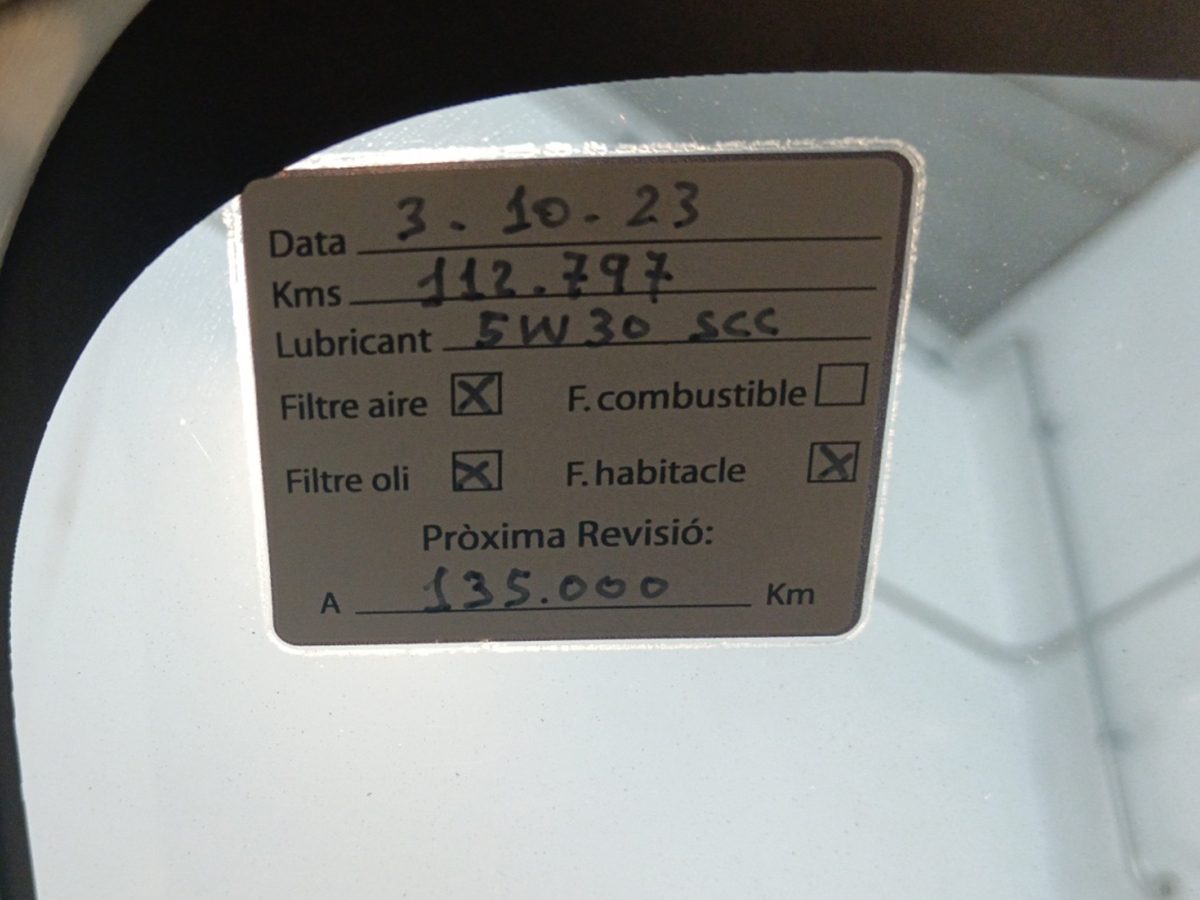 Data 3.10.23
Kms 112.797
Lubricant 5W30 SCC
Filtre aire X F. combustible
Filtre oli X F. habitacle X
Pròxima Revisió:
A 135.000 Km